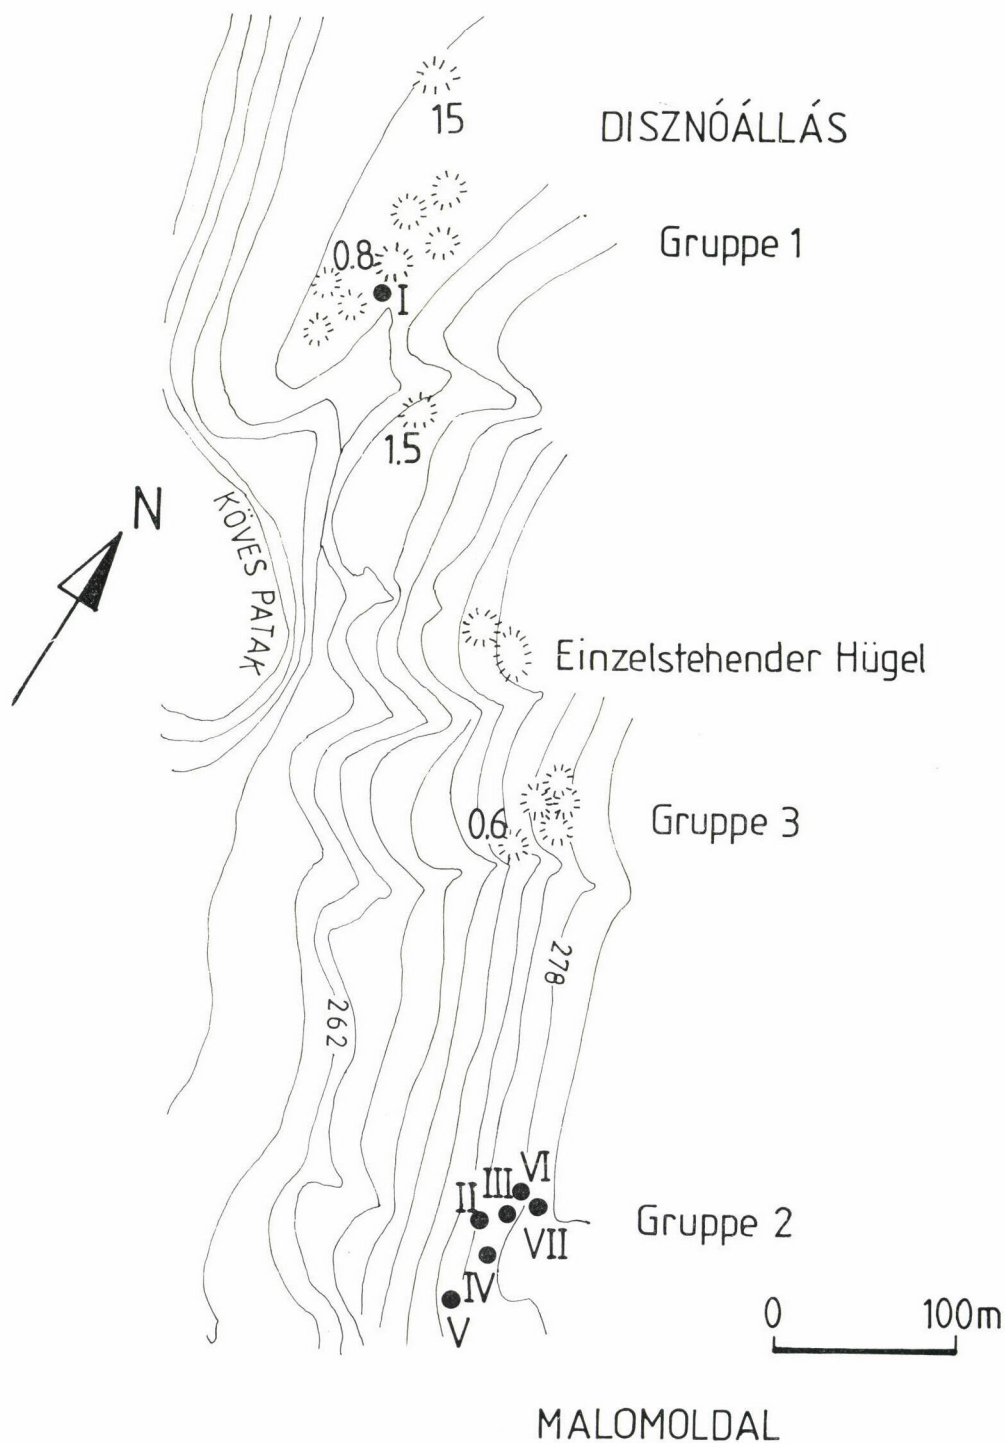 15
DISZNÓÁLLÁS
Gruppe 1
0.8
I
1.5
N
KÖVES PATAK
Einzelstehender Hügel
0.6
Gruppe 3
278
262
VI
III
II
Gruppe 2
VII
IV
V
0 100m
MALOMOLDAL